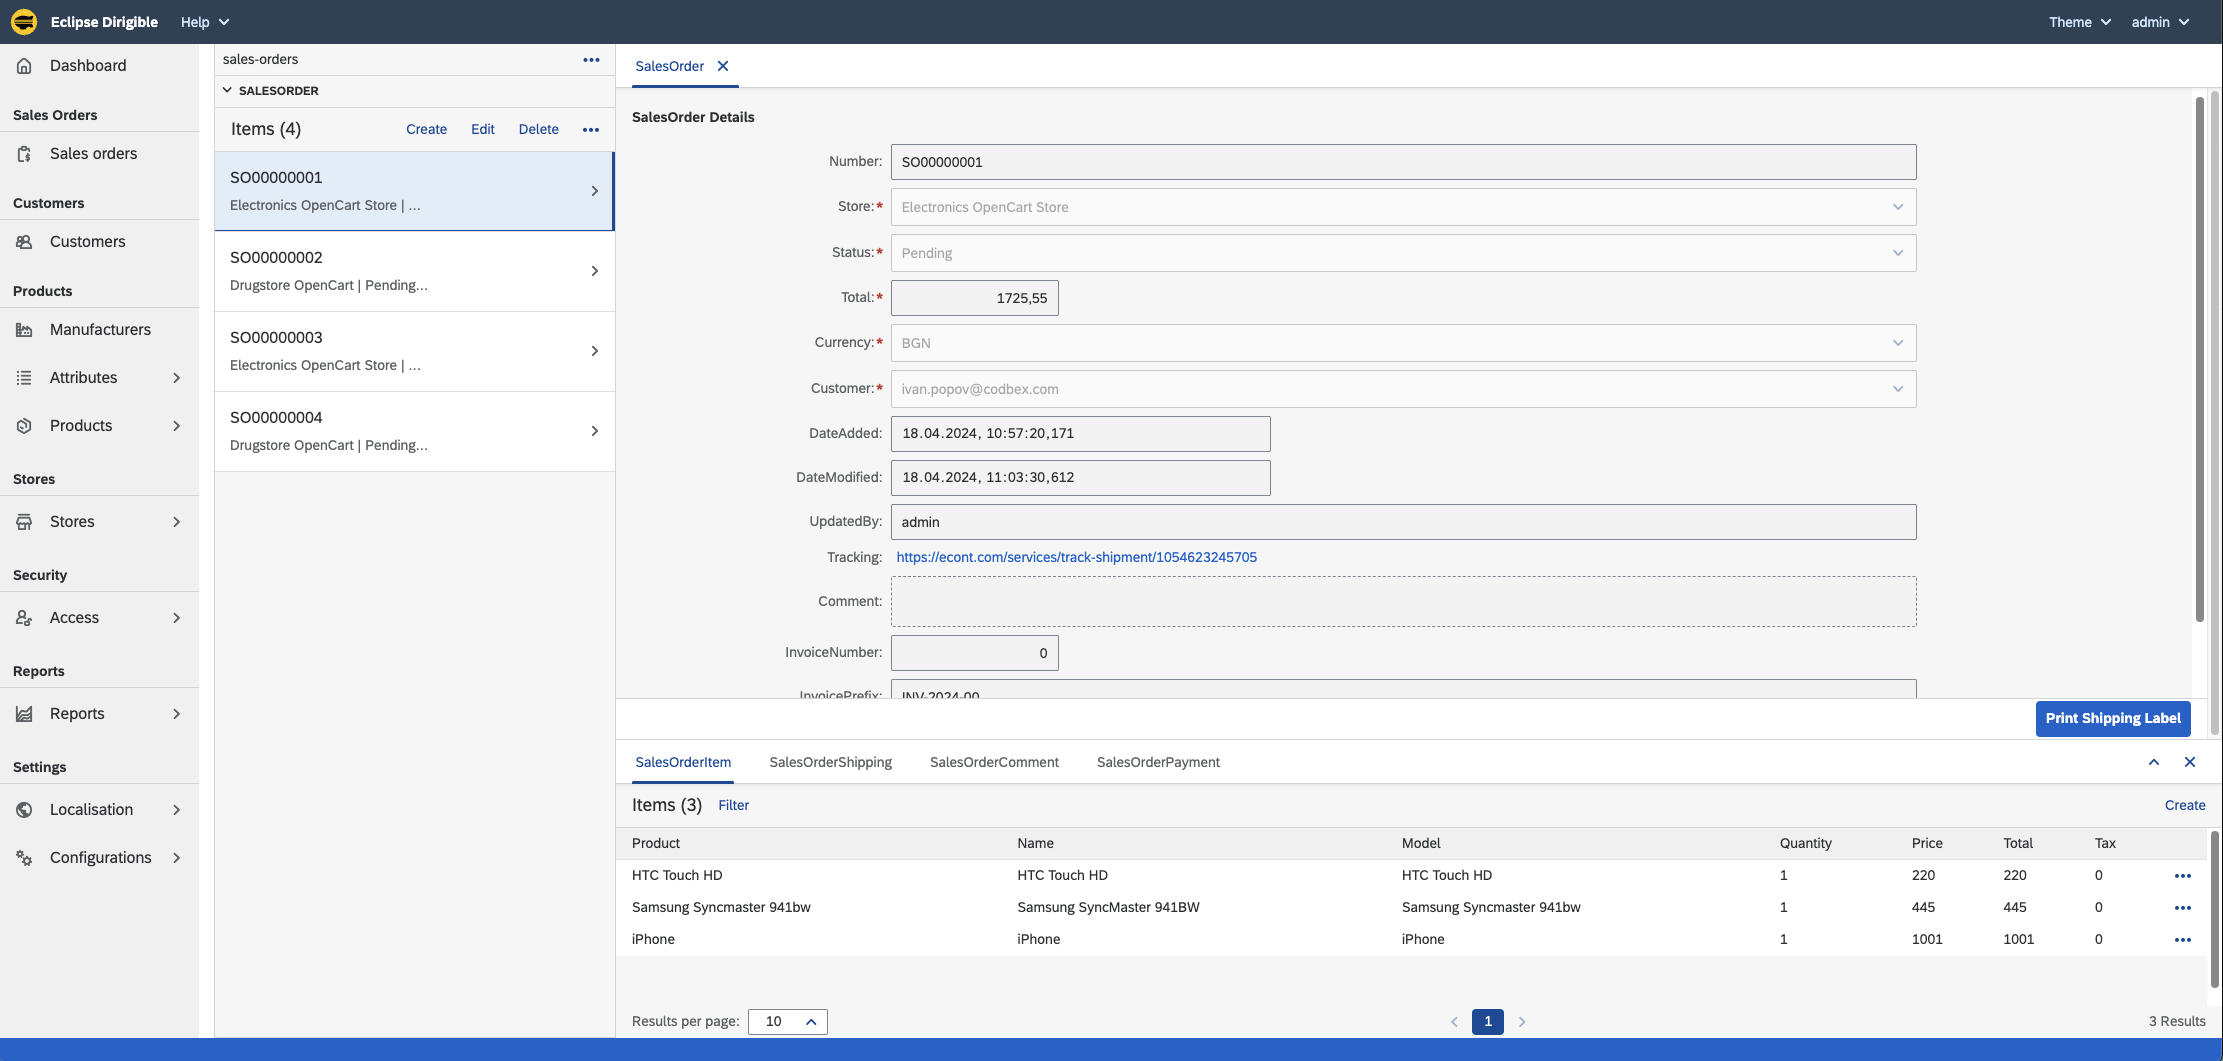 Eclipse Dirigible Help Theme admin
Dashboard
Sales Orders
Sales orders
Customers
Customers
Products
Manufacturers
Attributes
Products
Stores
Stores
Security
Access
Reports
Reports
Settings
Localisation
Configurations
sales-orders
SALESORDER
Items (4) Create Edit Delete
SO00000001
Electronics OpenCart Store | ...
SO00000002
Drugstore OpenCart | Pending...
SO00000003
Electronics OpenCart Store | ...
SO00000004
Drugstore OpenCart | Pending...
SalesOrder
SalesOrder Details
Number: SO00000001
Store:* Electronics OpenCart Store
Status:* Pending
Total:* 1725,55
Currency:* BGN
Customer:* ivan.popov@codbex.com
DateAdded: 18.04.2024, 10:57:20,171
DateModified: 18.04.2024, 11:03:30,612
UpdatedBy: admin
Tracking: https://econt.com/services/track-shipment/1054623245705
Comment:
InvoiceNumber: 0
InvoicePrefix: INV-2024-00
Print Shipping Label
SalesOrderItem SalesOrderShipping SalesOrderComment SalesOrderPayment
Items (3) Filter Create
Product Name Model Quantity Price Total Tax
HTC Touch HD HTC Touch HD HTC Touch HD 1 220 220 0
Samsung Syncmaster 941bw Samsung SyncMaster 941BW Samsung Syncmaster 941bw 1 445 445 0
iPhone iPhone iPhone 1 1001 1001 0
Results per page: 10 1 3 Results